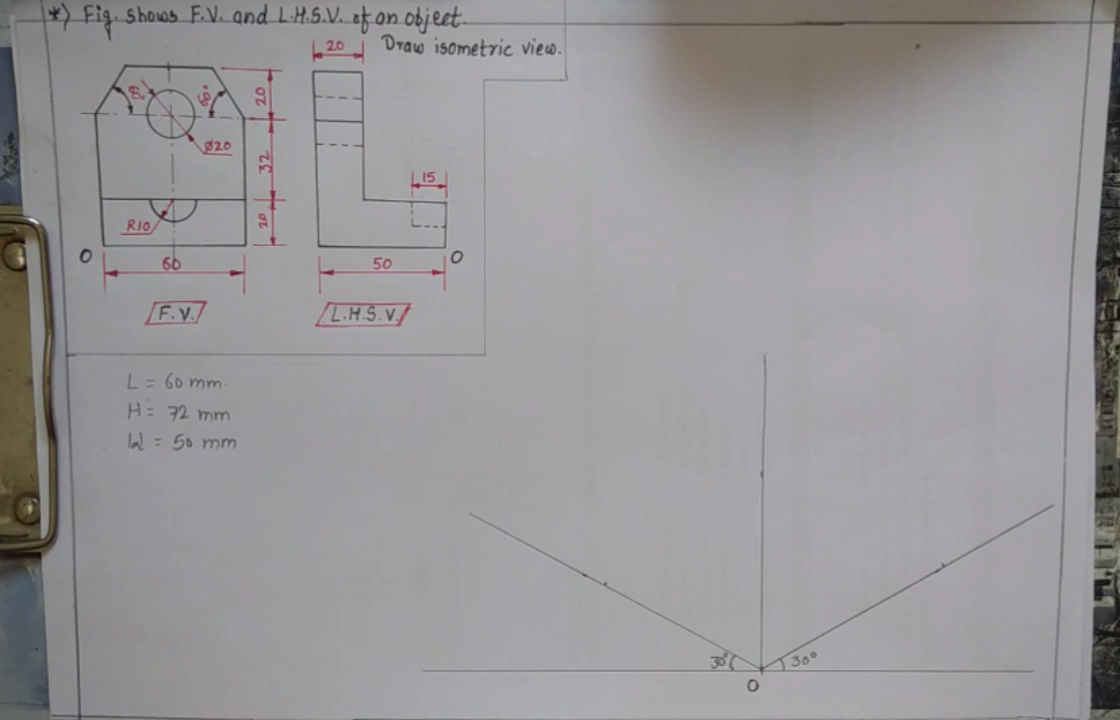 *) Fig. shows F.V. and L.H.S.V. of an object.
Draw isometric view.
20
60°
20
Ø20
32
15
R10
20
O
60
50
O
F.V.
L.H.S.V.
L = 60 mm.
H = 72 mm
W = 50 mm
30°
30°
O